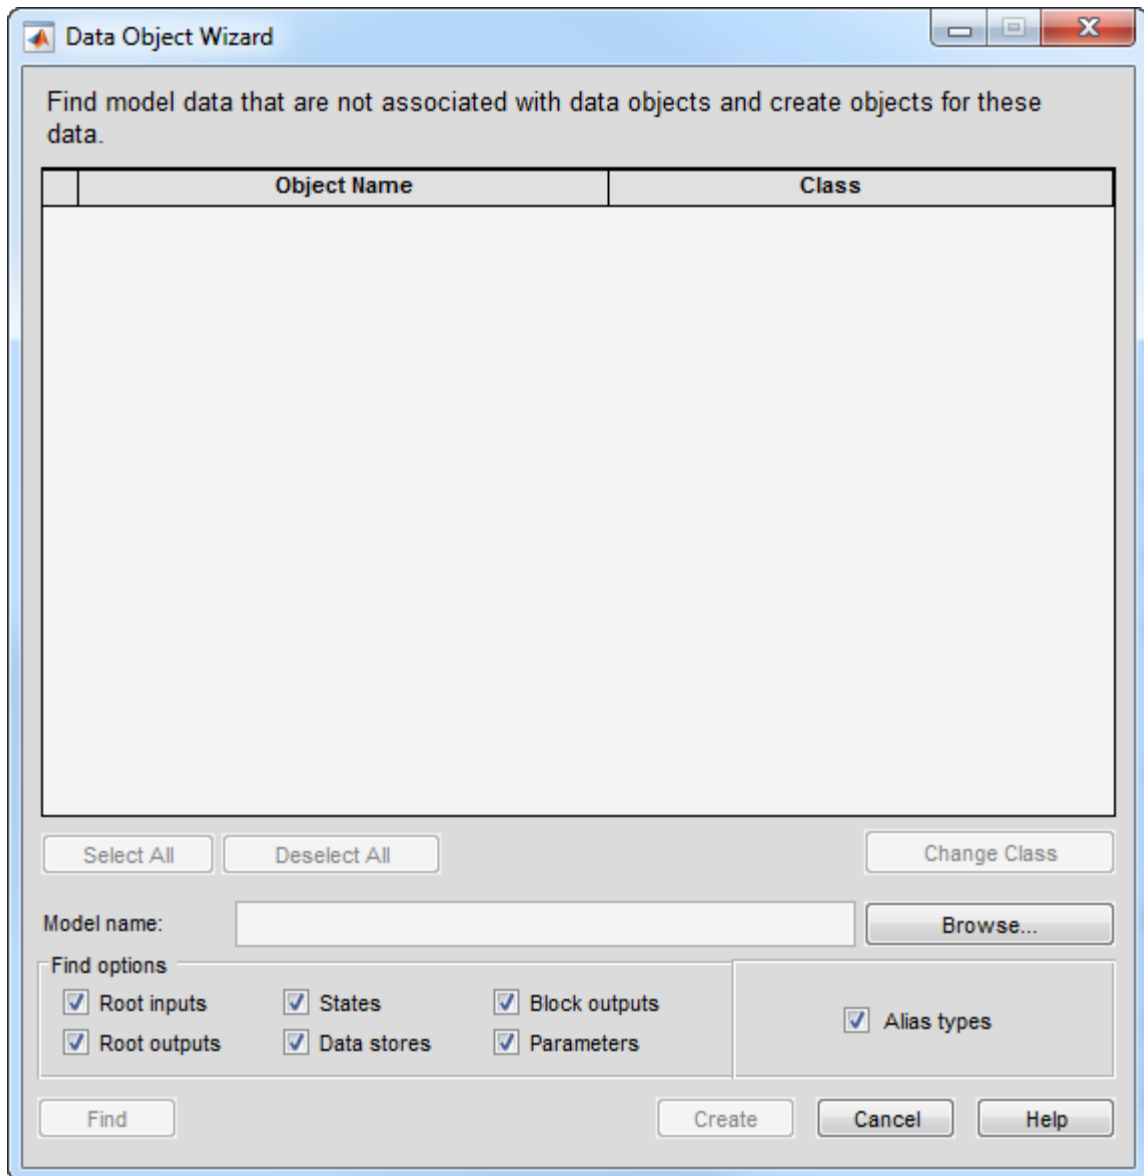 Data Object Wizard
Find model data that are not associated with data objects and create objects for these
data.
Object Name Class
Select All Deselect All Change Class
Model name: Browse...
Find options
Root inputs States Block outputs
Alias types
Root outputs Data stores Parameters
Find Create Cancel Help